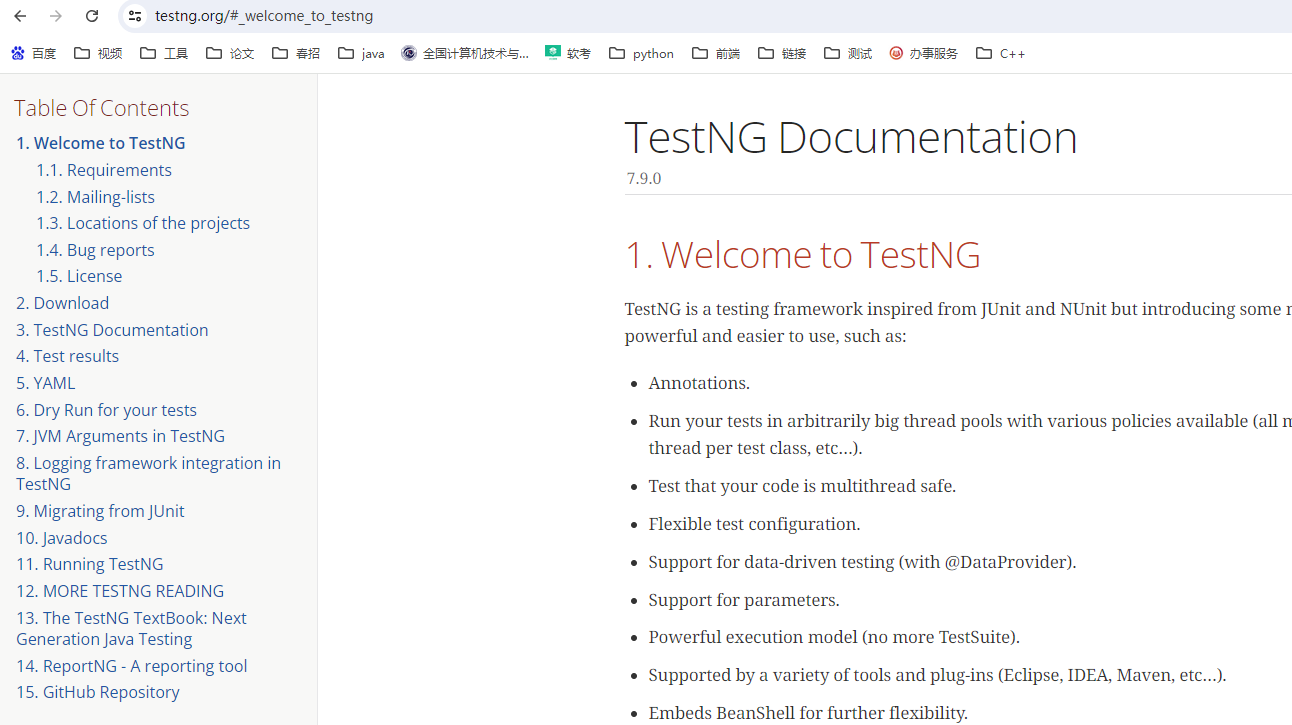 testng.org/#_welcome_to_testng
百度 视频 工具 论文 春招 java 全国计算机技术与... 软考 python 前端 链接 测试 办事服务 C++
Table Of Contents
1. Welcome to TestNG
1.1. Requirements
1.2. Mailing-lists
1.3. Locations of the projects
1.4. Bug reports
1.5. License
2. Download
3. TestNG Documentation
4. Test results
5. YAML
6. Dry Run for your tests
7. JVM Arguments in TestNG
8. Logging framework integration in
TestNG
9. Migrating from JUnit
10. Javadocs
11. Running TestNG
12. MORE TESTNG READING
13. The TestNG TextBook: Next
Generation Java Testing
14. ReportNG - A reporting tool
15. GitHub Repository
TestNG Documentation
7.9.0
1. Welcome to TestNG
TestNG is a testing framework inspired from JUnit and NUnit but introducing some
powerful and easier to use, such as:
• Annotations.
• Run your tests in arbitrarily big thread pools with various policies available (all
thread per test class, etc…).
• Test that your code is multithread safe.
• Flexible test configuration.
• Support for data-driven testing (with @DataProvider).
• Support for parameters.
• Powerful execution model (no more TestSuite).
• Supported by a variety of tools and plug-ins (Eclipse, IDEA, Maven, etc…).
• Embeds BeanShell for further flexibility.